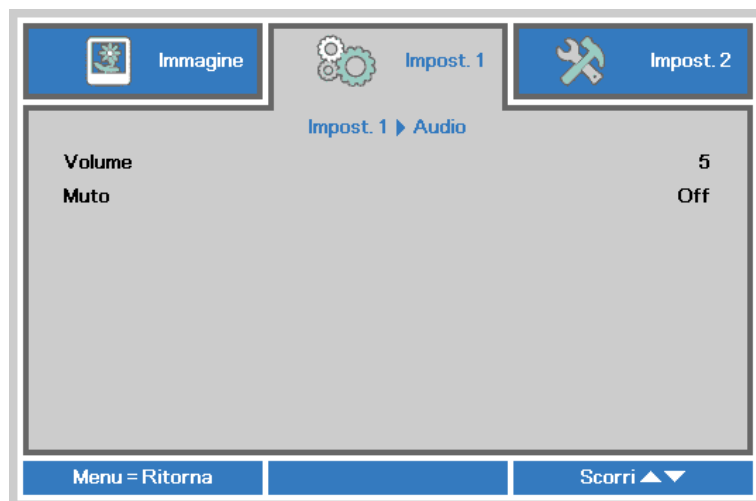 Immagine
Impost. 1
Impost. 2
Impost. 1 ▶ Audio
Volume 5
Muto Off
Menu = Ritorna
Scorri ▲▼